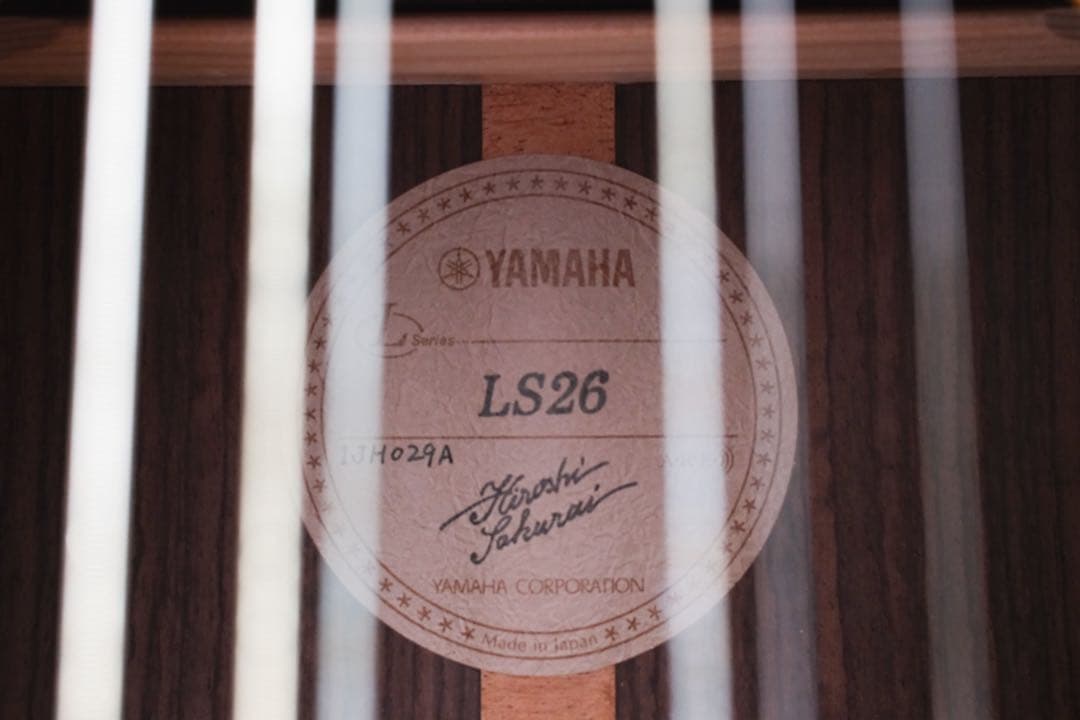 YAMAHA
L Series
LS26
IJH029A
Hiroshi
Sakurai
YAMAHA CORPORATION
Made in Japan